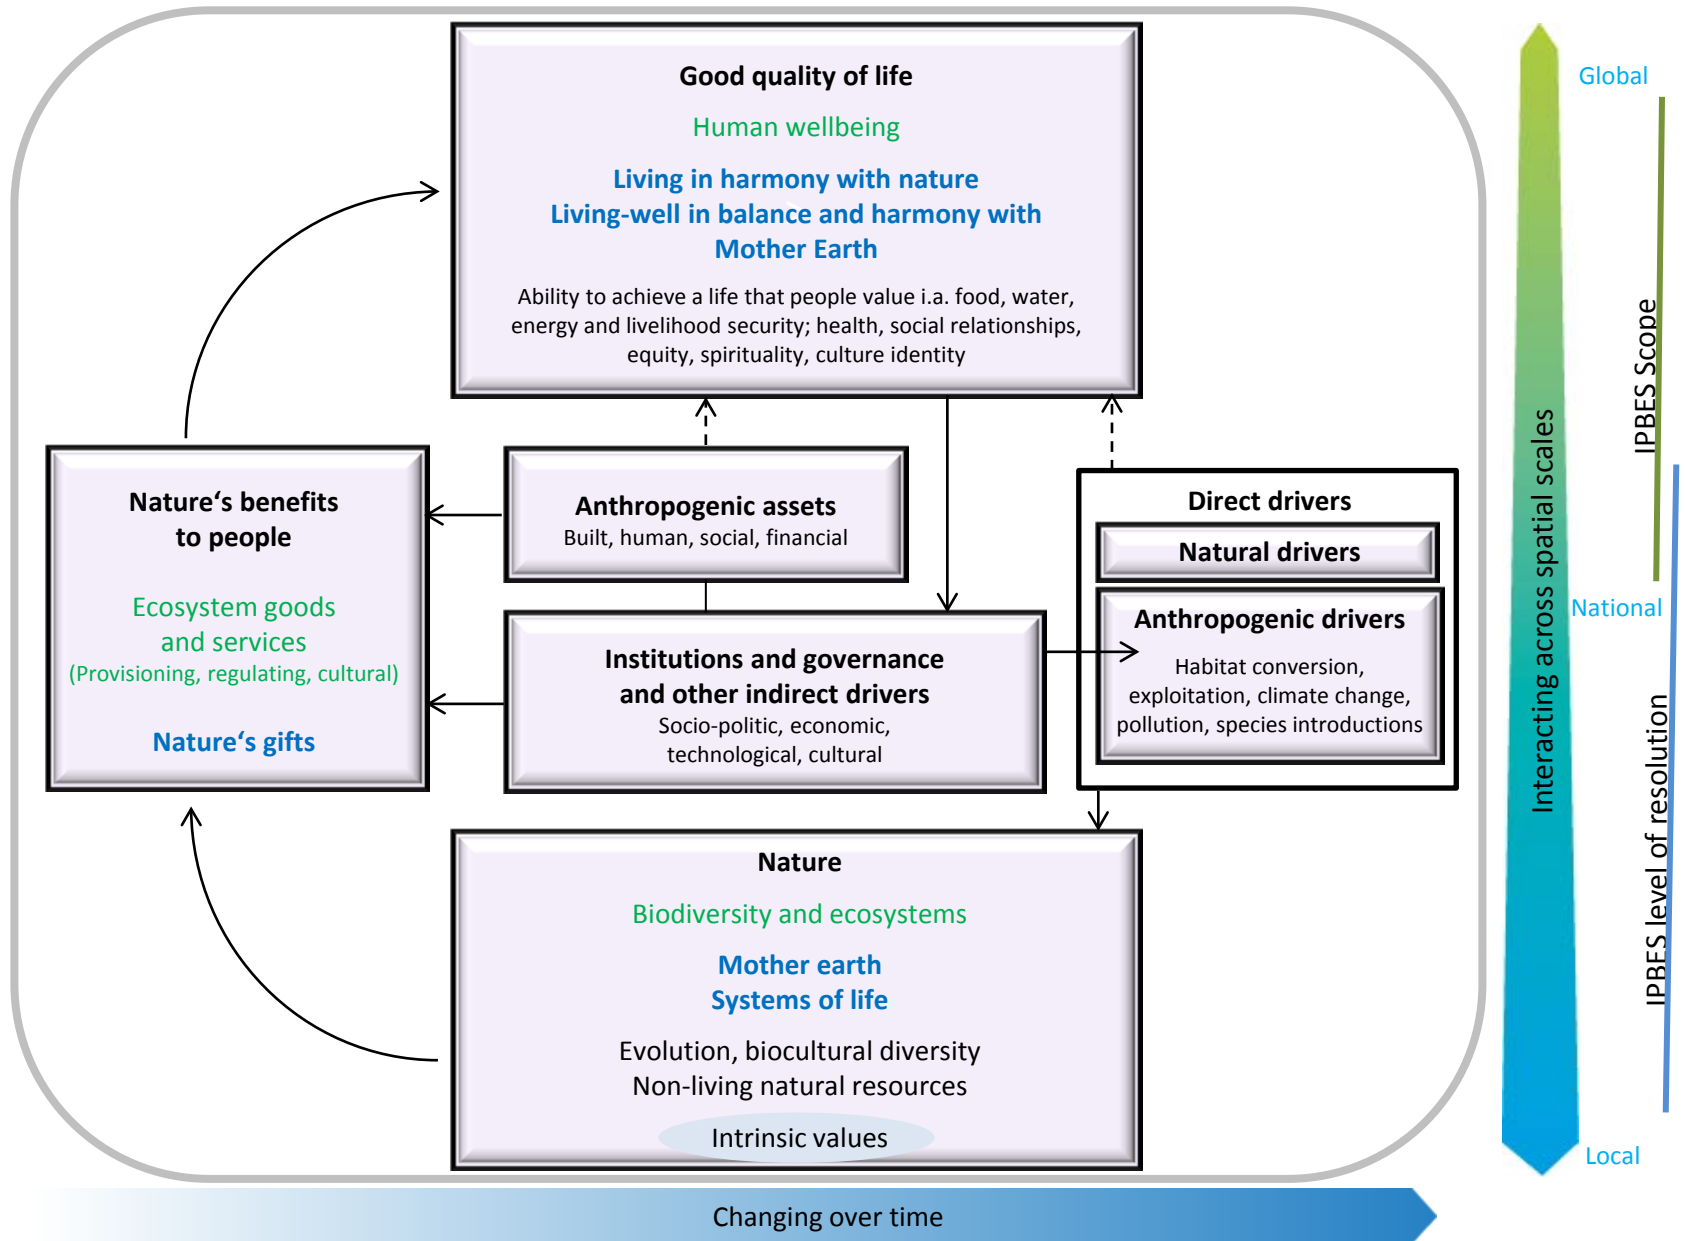 Good quality of life
Human wellbeing
Living in harmony with nature
Living-well in balance and harmony with
Mother Earth
Ability to achieve a life that people value i.a. food, water,
energy and livelihood security; health, social relationships,
equity, spirituality, culture identity
Nature‘s benefits
to people
Ecosystem goods
and services
(Provisioning, regulating, cultural)
Nature‘s gifts
Anthropogenic assets
Built, human, social, financial
Institutions and governance
and other indirect drivers
Socio-politic, economic,
technological, cultural
Direct drivers
Natural drivers
Anthropogenic drivers
Habitat conversion,
exploitation, climate change,
pollution, species introductions
Nature
Biodiversity and ecosystems
Mother earth
Systems of life
Evolution, biocultural diversity
Non-living natural resources
Intrinsic values
Changing over time
Interacting across spatial scales
Global
National
Local
IPBES Scope
IPBES level of resolution